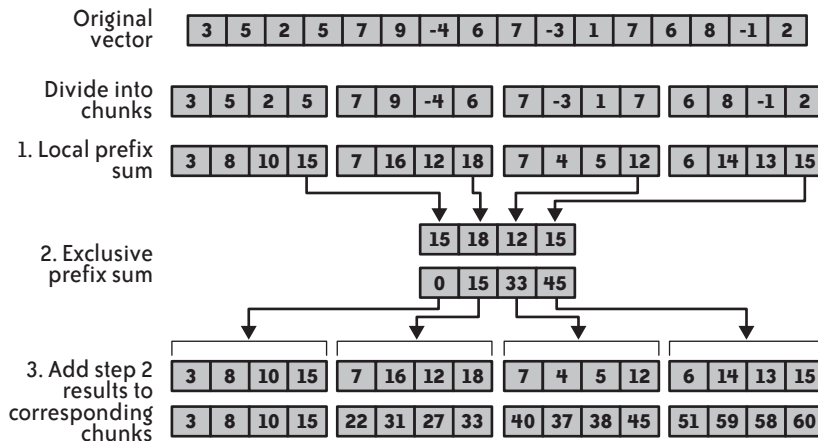 Original
vector
3 5 2 5 7 9 -4 6 7 -3 1 7 6 8 -1 2
Divide into
chunks
3 5 2 5 7 9 -4 6 7 -3 1 7 6 8 -1 2
1. Local prefix
sum
3 8 10 15 7 16 12 18 7 4 5 12 6 14 13 15
15 18 12 15
2. Exclusive
prefix sum
0 15 33 45
3. Add step 2
results to
corresponding
chunks
3 8 10 15 7 16 12 18 7 4 5 12 6 14 13 15
3 8 10 15 22 31 27 33 40 37 38 45 51 59 58 60